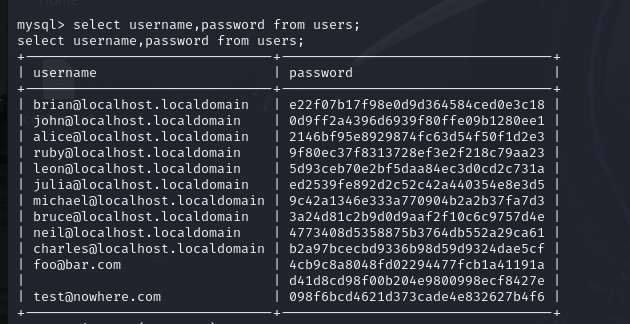 mysql> select username,password from users;
select username,password from users;
| username | password |
| brian@localhost.localdomain | e22f07b17f98e0d9d364584ced0e3c18 |
| john@localhost.localdomain | 0d9ff2a4396d6939f80ffe09b1280ee1 |
| alice@localhost.localdomain | 2146bf95e8929874fc63d54f50f1d2e3 |
| ruby@localhost.localdomain | 9f80ec37f8313728ef3e2f218c79aa23 |
| leon@localhost.localdomain | 5d93ceb70e2bf5daa84ec3d0cd2c731a |
| julia@localhost.localdomain | ed2539fe892d2c52c42a440354e8e3d5 |
| michael@localhost.localdomain | 9c42a1346e333a770904b2a2b37fa7d3 |
| bruce@localhost.localdomain | 3a24d81c2b9d0d9aaf2f10c6c9757d4e |
| neil@localhost.localdomain | 4773408d5358875b3764db552a29ca61 |
| charles@localhost.localdomain | b2a97bcecbd9336b98d59d9324dae5cf |
| foo@bar.com | 4cb9c8a8048fd02294477fcb1a41191a |
| | d41d8cd98f00b204e9800998ecf8427e |
| test@nowhere.com | 098f6bcd4621d373cade4e832627b4f6 |